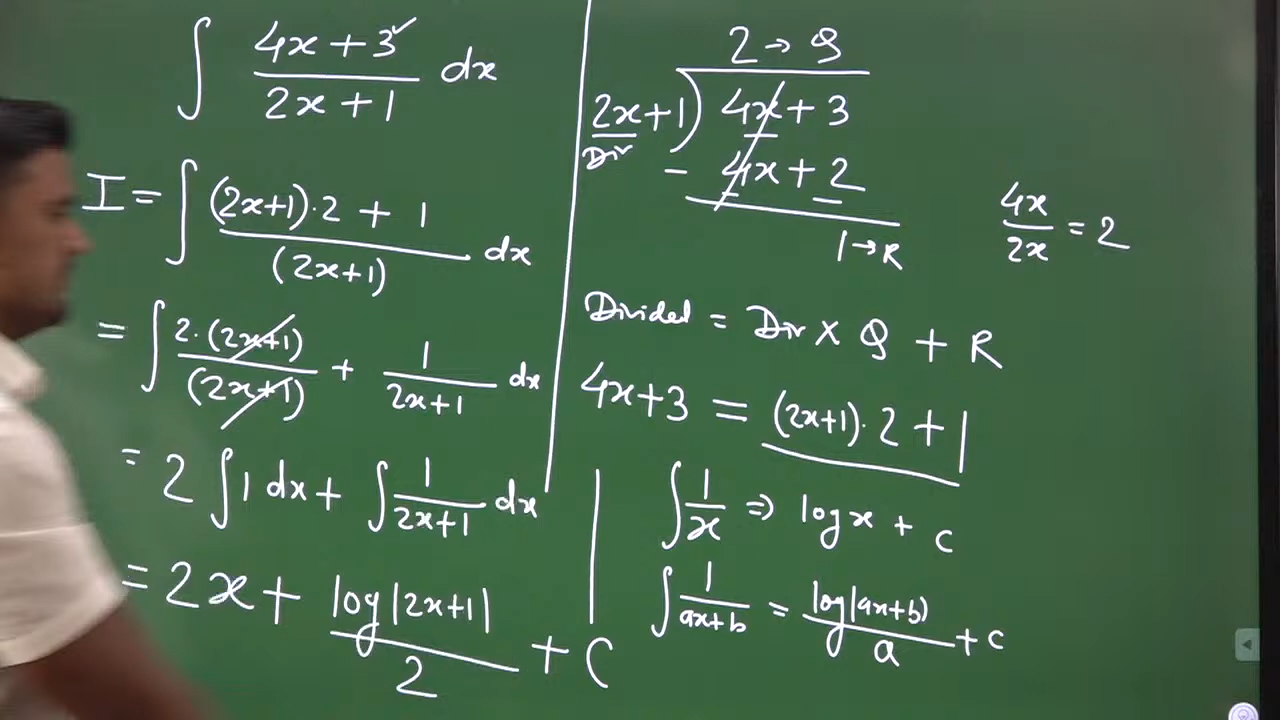 ∫ (4x + 3)/(2x + 1) dx
I = ∫ ((2x+1)·2 + 1)/(2x+1) dx
= ∫ 2·(2x+1)/(2x+1) + 1/(2x+1) dx
= 2 ∫ 1 dx + ∫ 1/(2x+1) dx
= 2x + log|2x+1|/2 + C
2 → Q
2x+1 ) 4x + 3
Div
- 4x + 2
1 → R
4x/2x = 2
Divided = Div × Q + R
4x+3 = (2x+1)·2 + 1
∫ 1/x ⇒ log x + C
∫ 1/(ax+b) = log|ax+b|/a + C